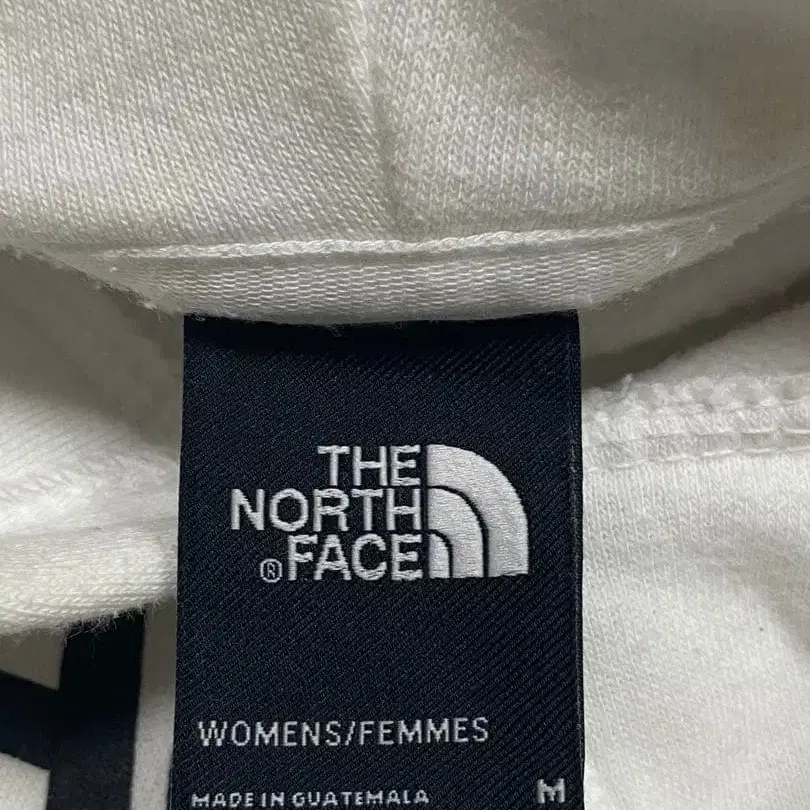 THE
NORTH
® FACE
WOMENS/FEMMES
MADE IN GUATEMALA M